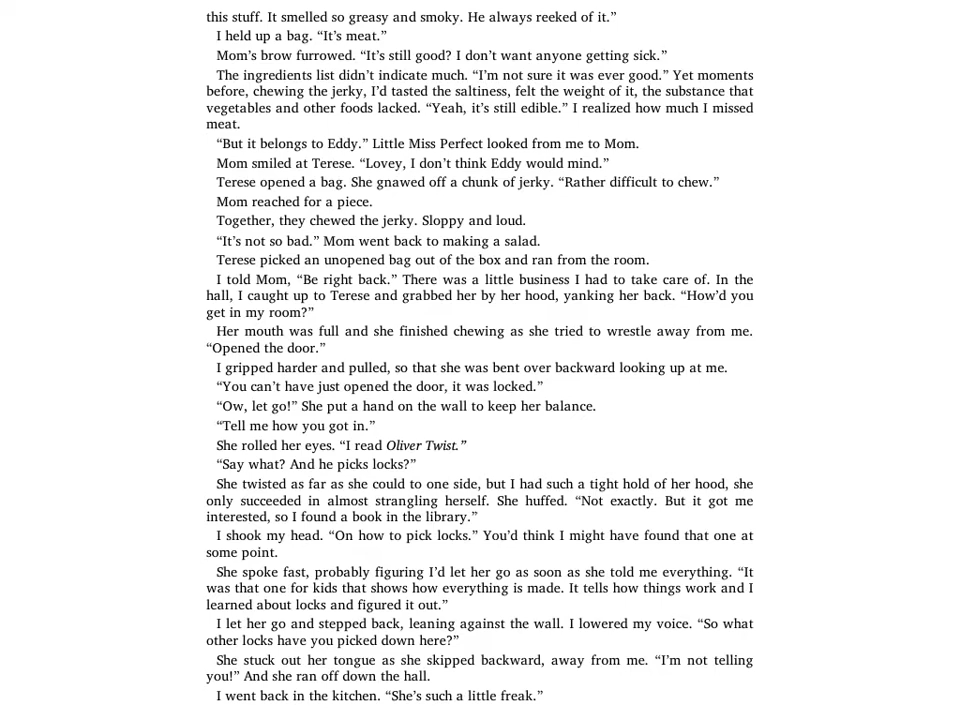 this stuff. It smelled so greasy and smoky. He always reeked of it.”
I held up a bag. “It’s meat.”
Mom’s brow furrowed. “It’s still good? I don’t want anyone getting sick.”
The ingredients list didn’t indicate much. “I’m not sure it was ever good.” Yet moments
before, chewing the jerky, I’d tasted the saltiness, felt the weight of it, the substance that
vegetables and other foods lacked. “Yeah, it’s still edible.” I realized how much I missed
meat.
“But it belongs to Eddy.” Little Miss Perfect looked from me to Mom.
Mom smiled at Terese. “Lovey, I don’t think Eddy would mind.”
Terese opened a bag. She gnawed off a chunk of jerky. “Rather difficult to chew.”
Mom reached for a piece.
Together, they chewed the jerky. Sloppy and loud.
“It’s not so bad.” Mom went back to making a salad.
Terese picked an unopened bag out of the box and ran from the room.
I told Mom, “Be right back.” There was a little business I had to take care of. In the
hall, I caught up to Terese and grabbed her by her hood, yanking her back. “How’d you
get in my room?”
Her mouth was full and she finished chewing as she tried to wrestle away from me.
“Opened the door.”
I gripped harder and pulled, so that she was bent over backward looking up at me.
“You can’t have just opened the door, it was locked.”
“Ow, let go!” She put a hand on the wall to keep her balance.
“Tell me how you got in.”
She rolled her eyes. “I read Oliver Twist.”
“Say what? And he picks locks?”
She twisted as far as she could to one side, but I had such a tight hold of her hood, she
only succeeded in almost strangling herself. She huffed. “Not exactly. But it got me
interested, so I found a book in the library.”
I shook my head. “On how to pick locks.” You’d think I might have found that one at
some point.
She spoke fast, probably figuring I’d let her go as soon as she told me everything. “It
was that one for kids that shows how everything is made. It tells how things work and I
learned about locks and figured it out.”
I let her go and stepped back, leaning against the wall. I lowered my voice. “So what
other locks have you picked down here?”
She stuck out her tongue as she skipped backward, away from me. “I’m not telling
you!” And she ran off down the hall.
I went back in the kitchen. “She’s such a little freak.”